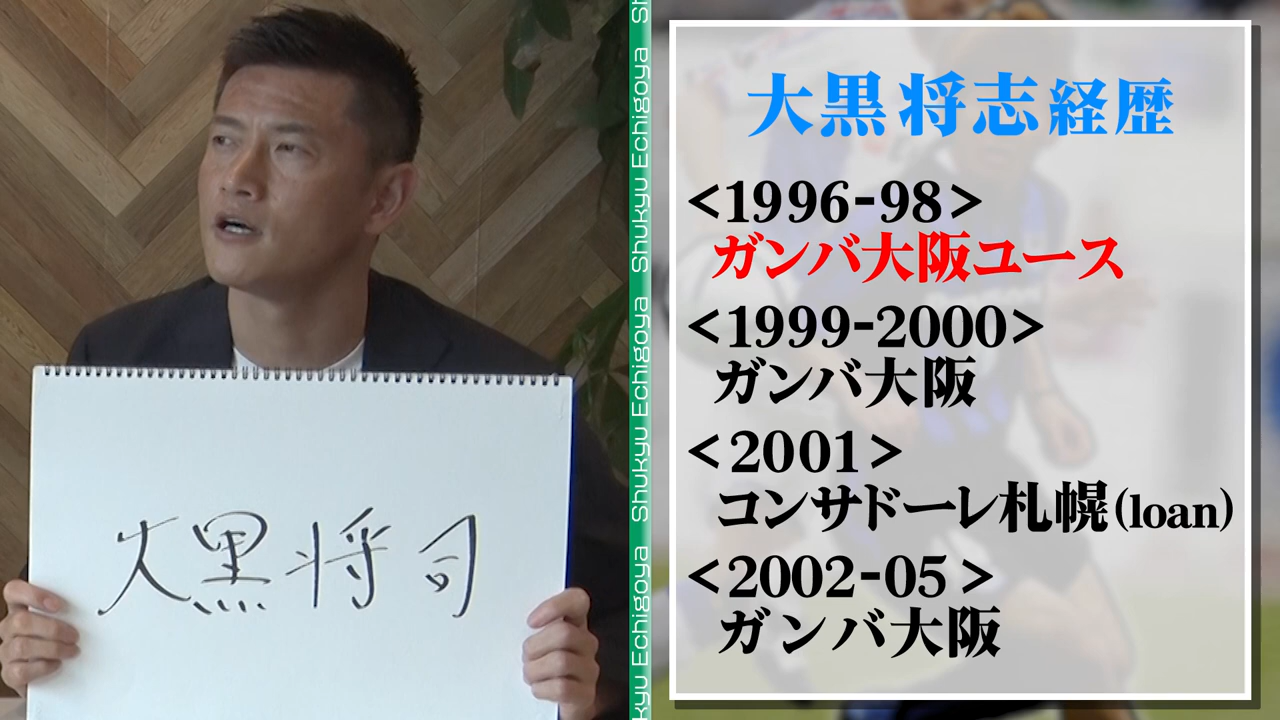 大黒将司
Shukyu Echigoya Shukyu Echigoya Shukyu Echigoya
大黒将志経歴
<1996-98>
ガンバ大阪ユース
<1999-2000>
ガンバ大阪
<2001>
コンサドーレ札幌(loan)
<2002-05>
ガンバ大阪